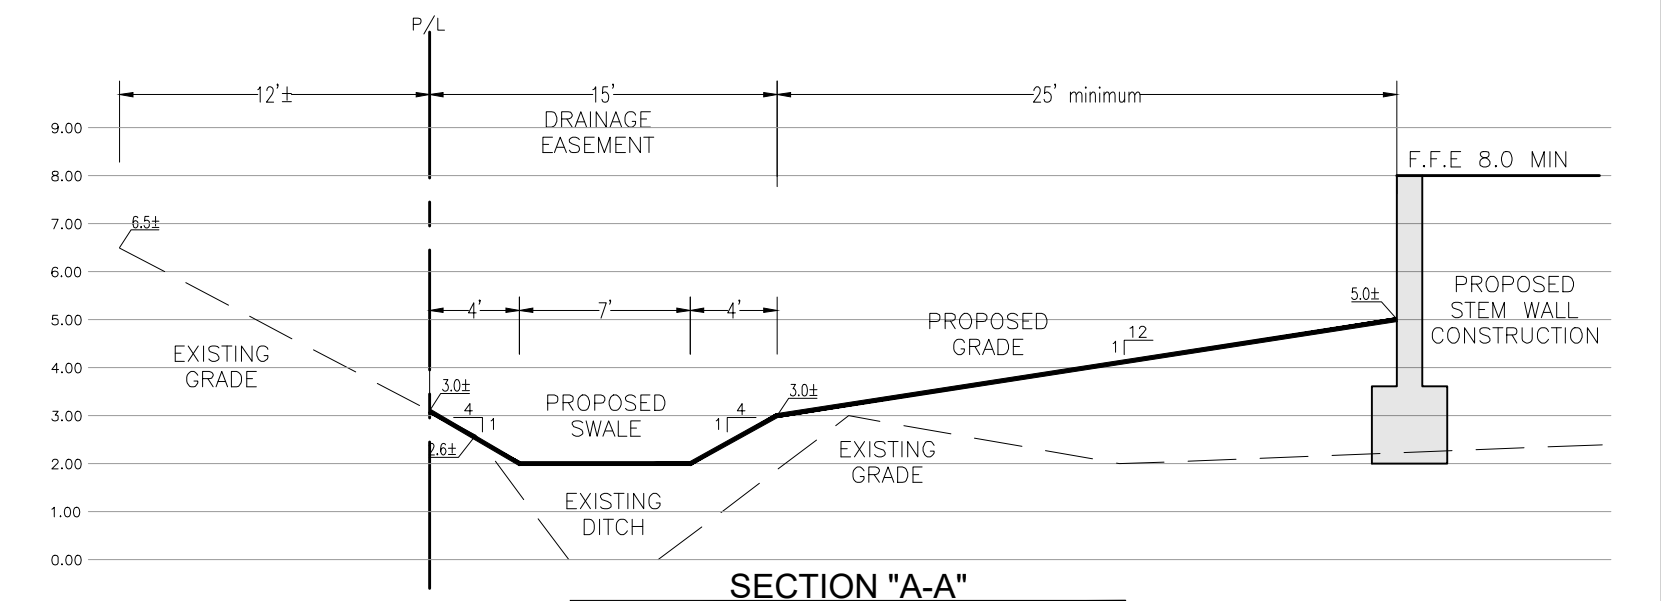 P/L
12'±
15'
25' minimum
DRAINAGE
EASEMENT
9.00
F.F.E 8.0 MIN
8.00
7.00
6.5±
6.00
5.00
4'
7'
4'
5.0±
PROPOSED
STEM WALL
CONSTRUCTION
PROPOSED
GRADE
12
1
EXISTING
GRADE
4.00
3.0±
3.0±
3.00
4
1
PROPOSED
SWALE
4
1
2.6±
2.00
EXISTING
GRADE
EXISTING
DITCH
1.00
0.00
SECTION "A-A"